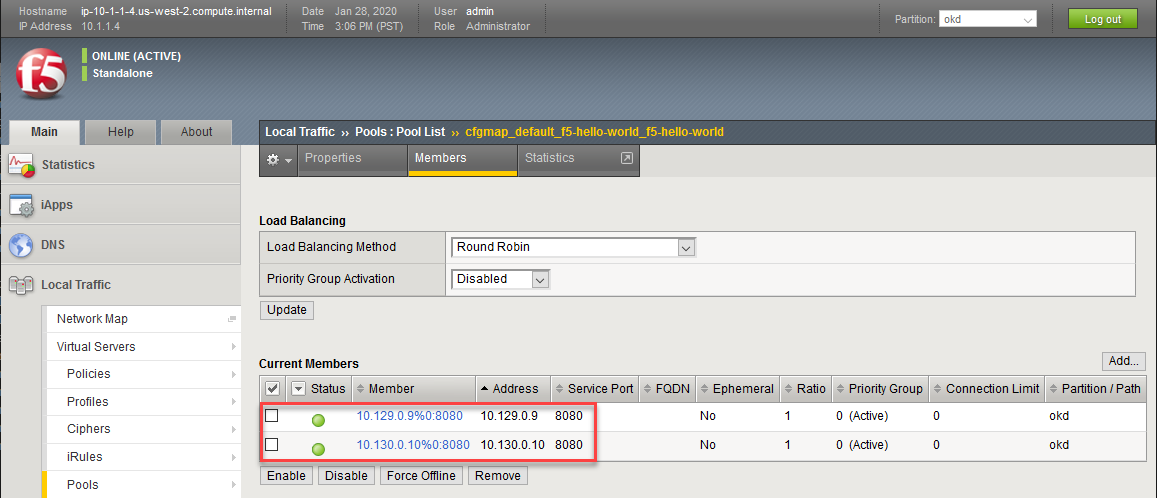 Hostname ip-10-1-1-4.us-west-2.compute.internal Date Jan 28, 2020 User admin
IP Address 10.1.1.4 Time 3:06 PM (PST) Role Administrator
Partition: okd Log out
f5
ONLINE (ACTIVE)
Standalone
Main Help About
Local Traffic ›› Pools : Pool List ›› cfgmap_default_f5-hello-world_f5-hello-world
Properties Members Statistics
Statistics
iApps
DNS
Local Traffic
Network Map
Virtual Servers
Policies
Profiles
Ciphers
iRules
Pools
Load Balancing
Load Balancing Method Round Robin
Priority Group Activation Disabled
Update
Current Members Add...
Status Member Address Service Port FQDN Ephemeral Ratio Priority Group Connection Limit Partition / Path
10.129.0.9%0:8080 10.129.0.9 8080 No 1 0 (Active) 0 okd
10.130.0.10%0:8080 10.130.0.10 8080 No 1 0 (Active) 0 okd
Enable Disable Force Offline Remove